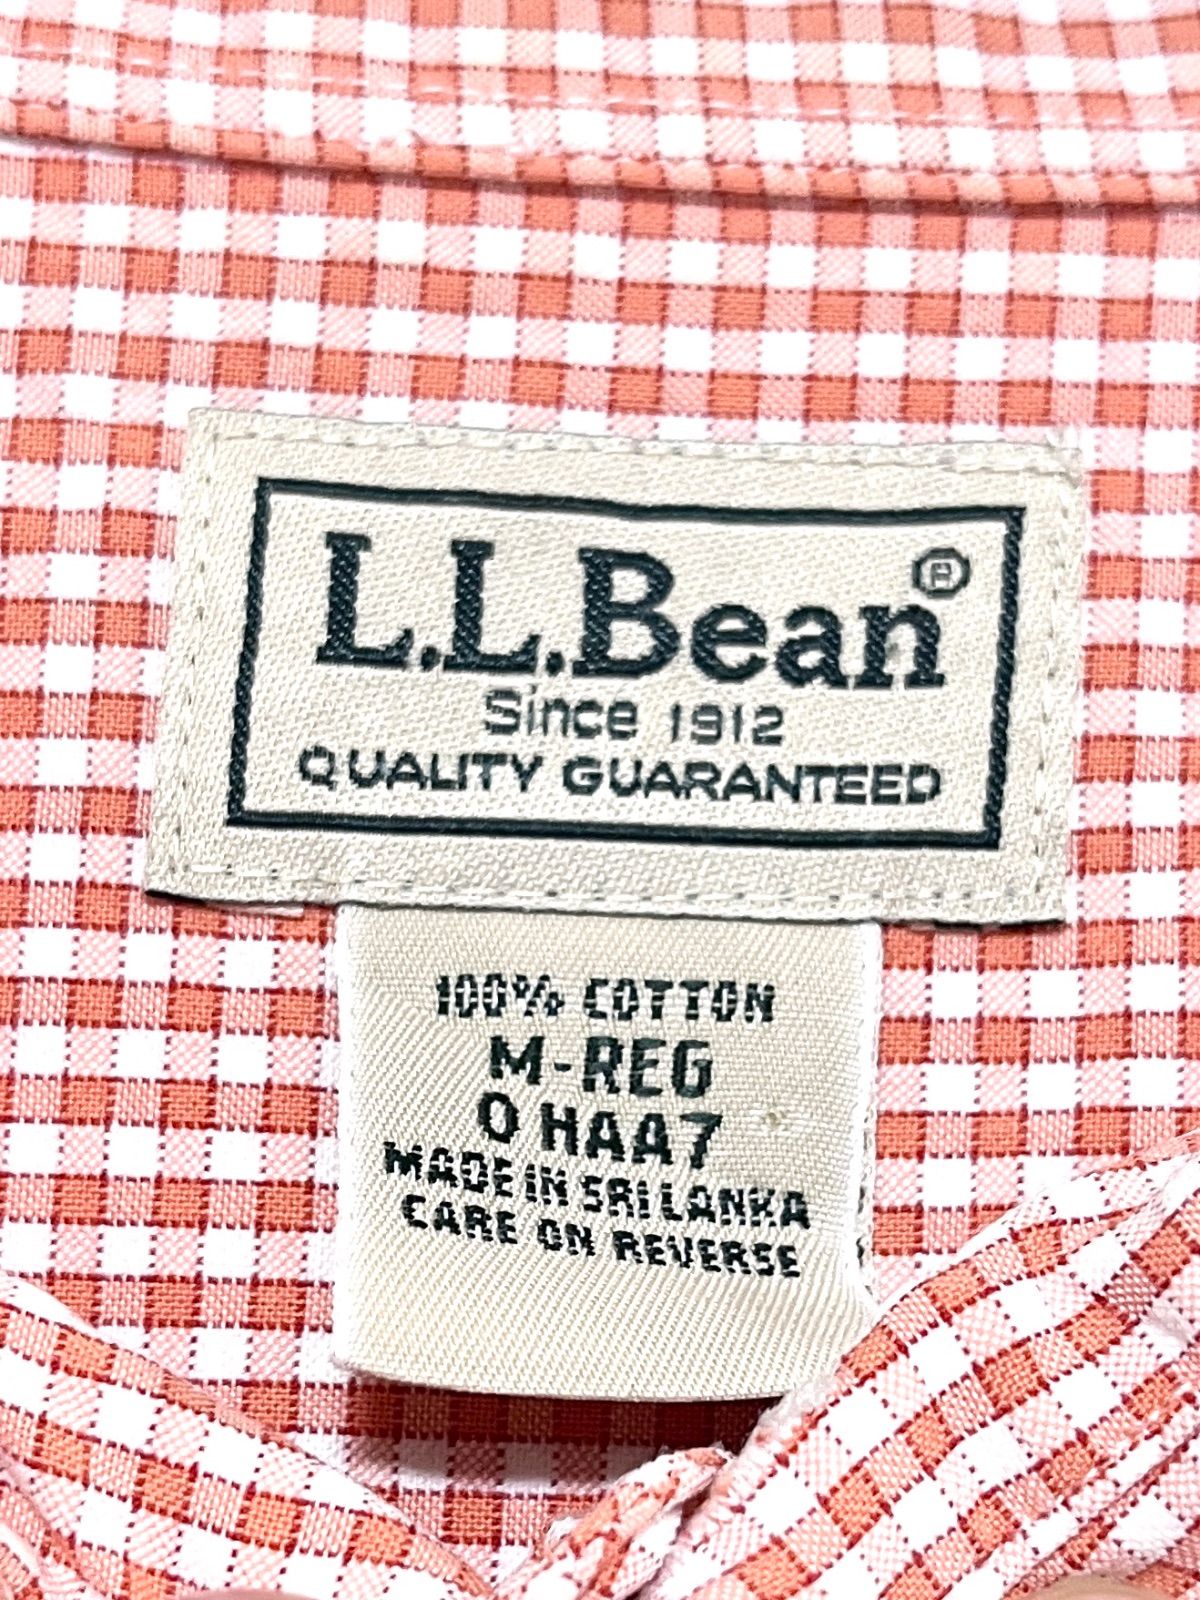 L.L.Bean®
Since 1912
QUALITY GUARANTEED
100% COTTON
M-REG
0 HAA7
MADE IN SRI LANKA
CARE ON REVERSE